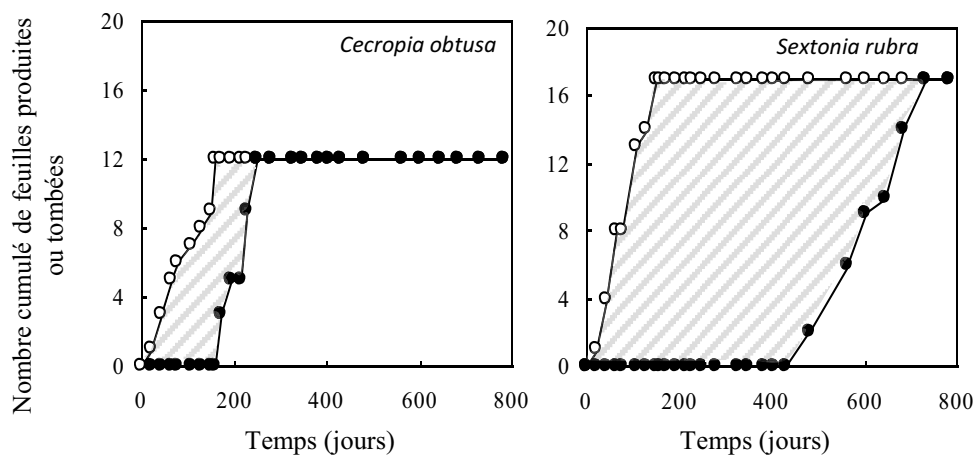 Nombre cumulé de feuilles produites
ou tombées
20
16
12
8
4
0
Cecropia obtusa
0 200 400 600 800
Temps (jours)
20
16
12
8
4
0
Sextonia rubra
0 200 400 600 800
Temps (jours)